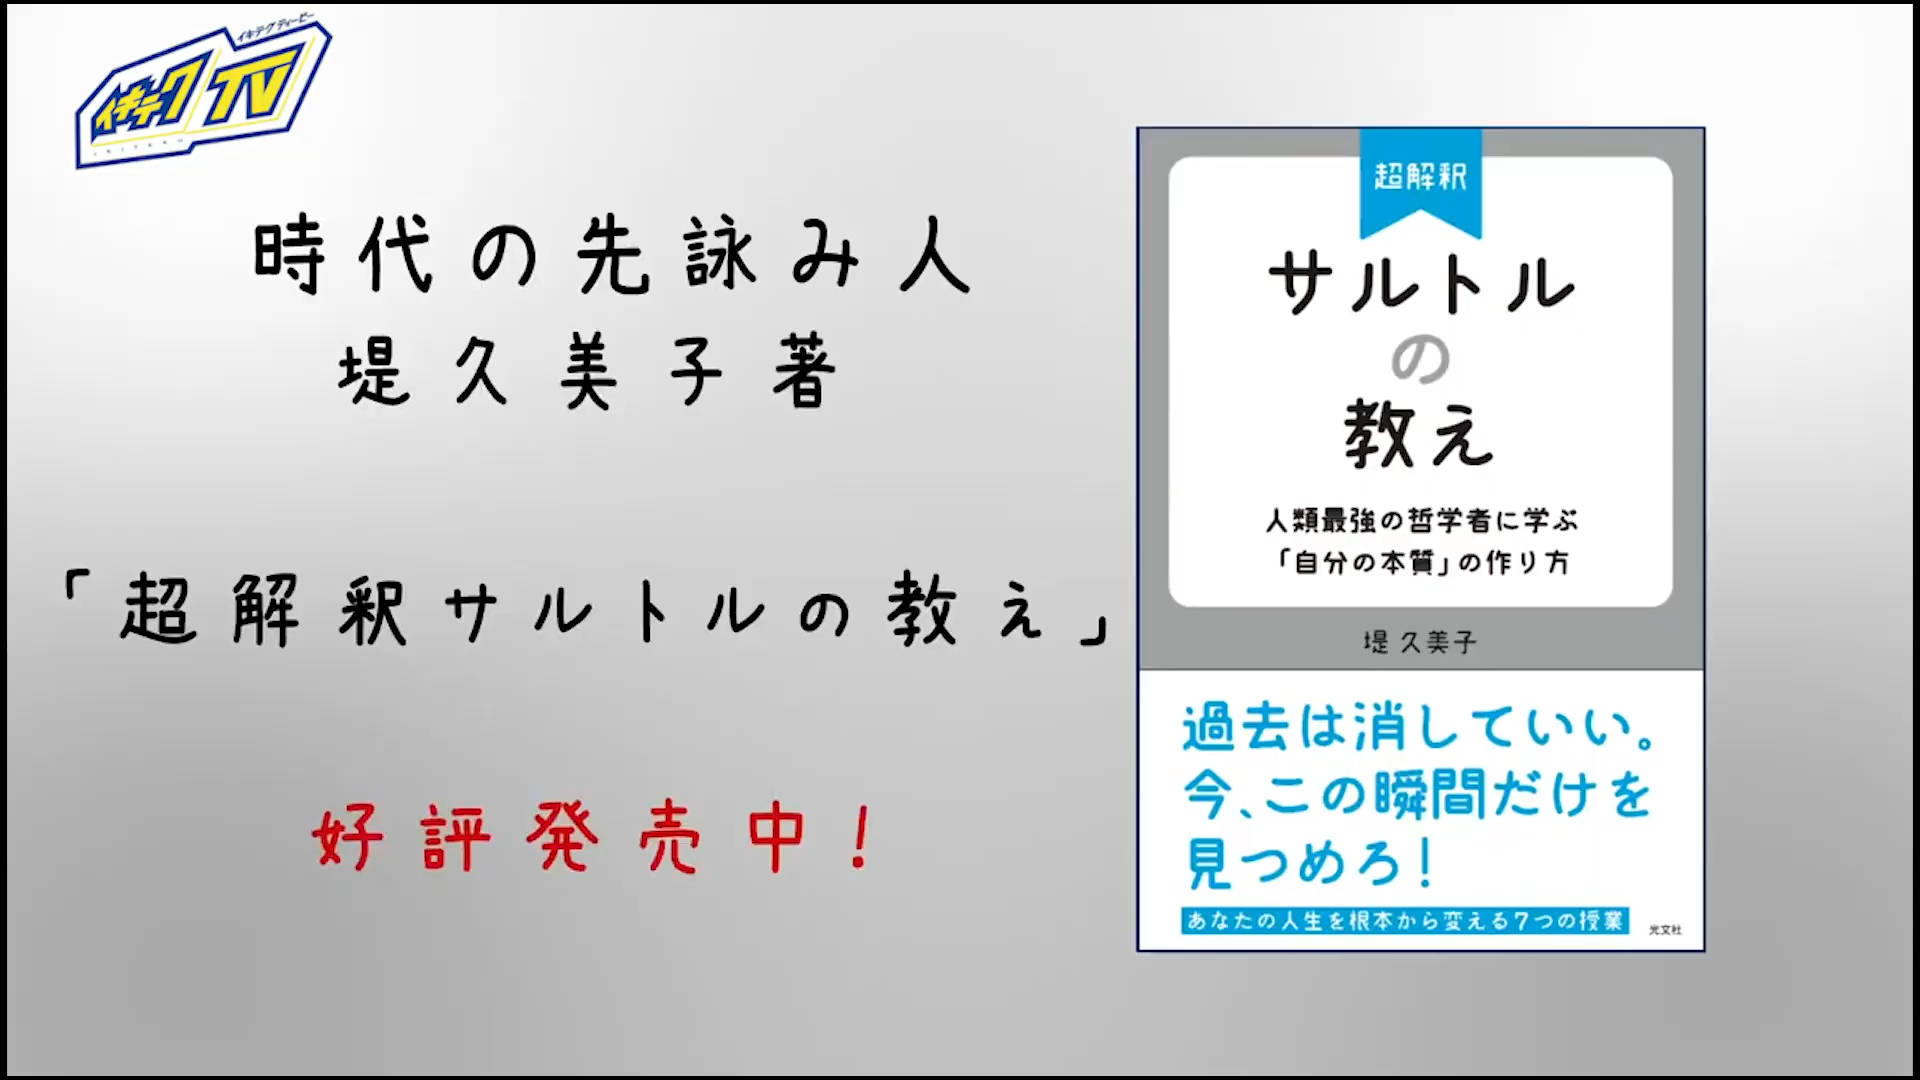 イキテクティービー
イキテクTV
IKITEKU
時代の先詠み人
堤久美子著
「超解釈サルトルの教え」
好評発売中！
超解釈
サルトル
の
教え
人類最強の哲学者に学ぶ
「自分の本質」の作り方
堤 久美子
過去は消していい。
今、この瞬間だけを
見つめろ！
あなたの人生を根本から変える7つの授業
光文社